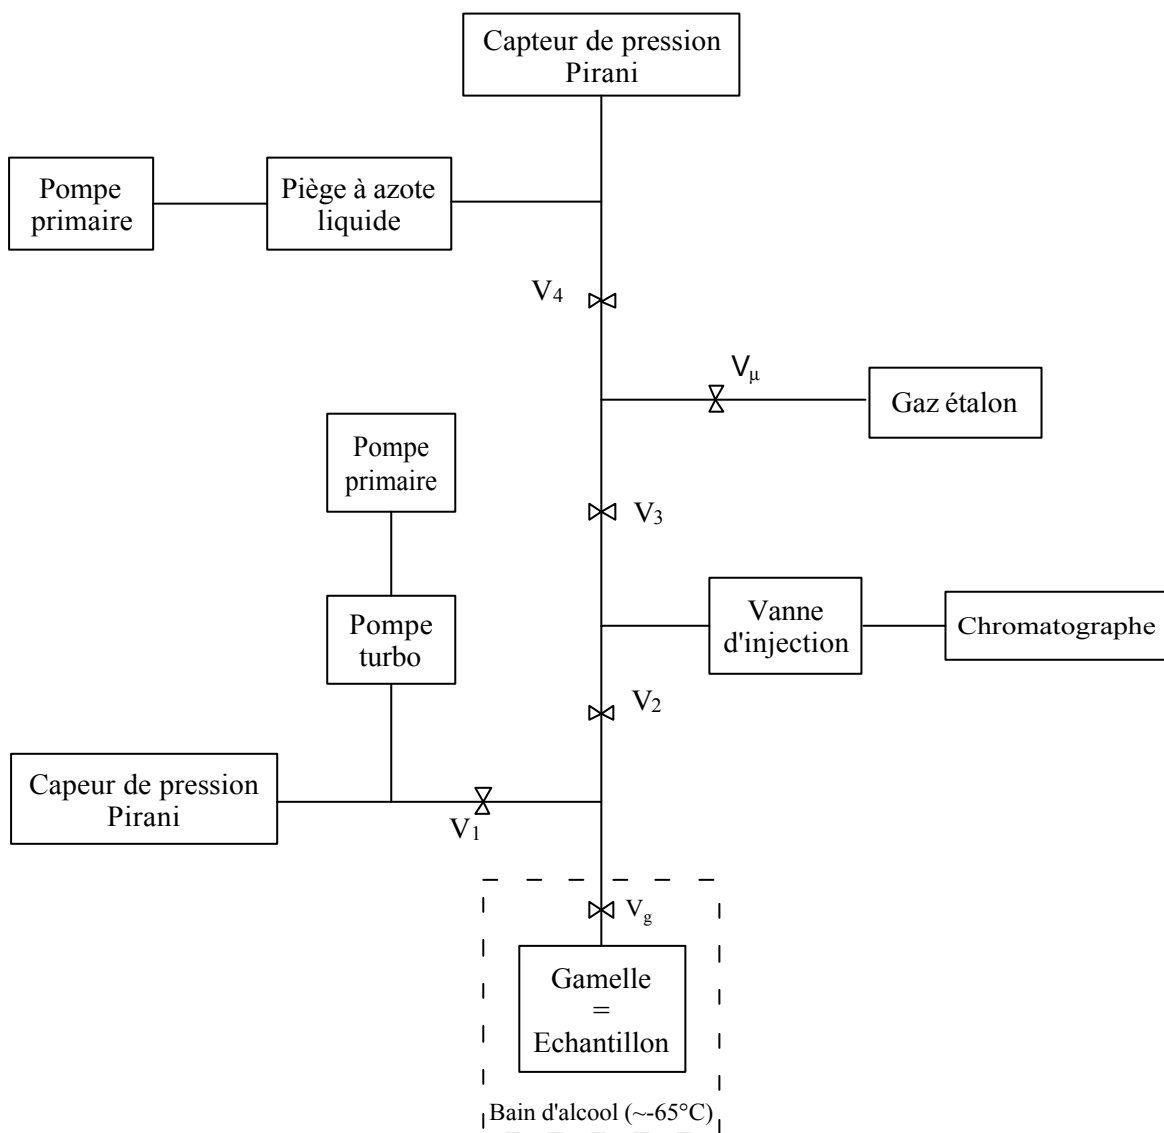 Capteur de pression
Pirani
Pompe
primaire
Piège à azote
liquide
V4
Vμ
Gaz étalon
Pompe
primaire
V3
Pompe
turbo
Vanne
d'injection
Chromatographe
V2
Capeur de pression
Pirani
V1
Vg
Gamelle
=
Echantillon
Bain d'alcool (~-65°C)